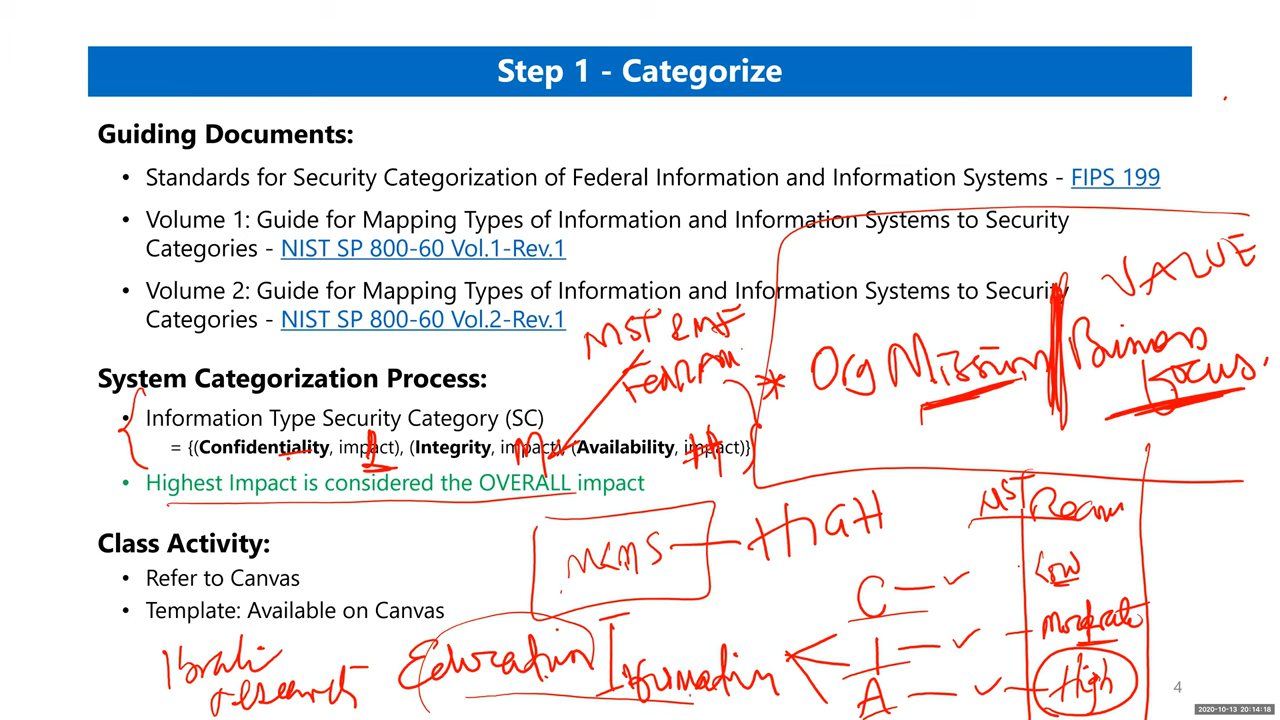 Step 1 - Categorize
Guiding Documents:
• Standards for Security Categorization of Federal Information and Information Systems - FIPS 199
• Volume 1: Guide for Mapping Types of Information and Information Systems to Security
Categories - NIST SP 800-60 Vol.1-Rev.1
VALUE
• Volume 2: Guide for Mapping Types of Information and Information Systems to Security
Categories - NIST SP 800-60 Vol.2-Rev.1
NIST RMF
FedRAM
* Org Mission Business
Focus.
System Categorization Process:
• Information Type Security Category (SC)
= {(Confidentiality, impact), (Integrity, impact), (Availability, impact)}
L M H
• Highest Impact is considered the OVERALL impact
HIGH
Class Activity:
• Refer to Canvas
• Template: Available on Canvas
Low
C
Moderate
I
High
A
Education Information
research
4
2020-10-13 20:14:18